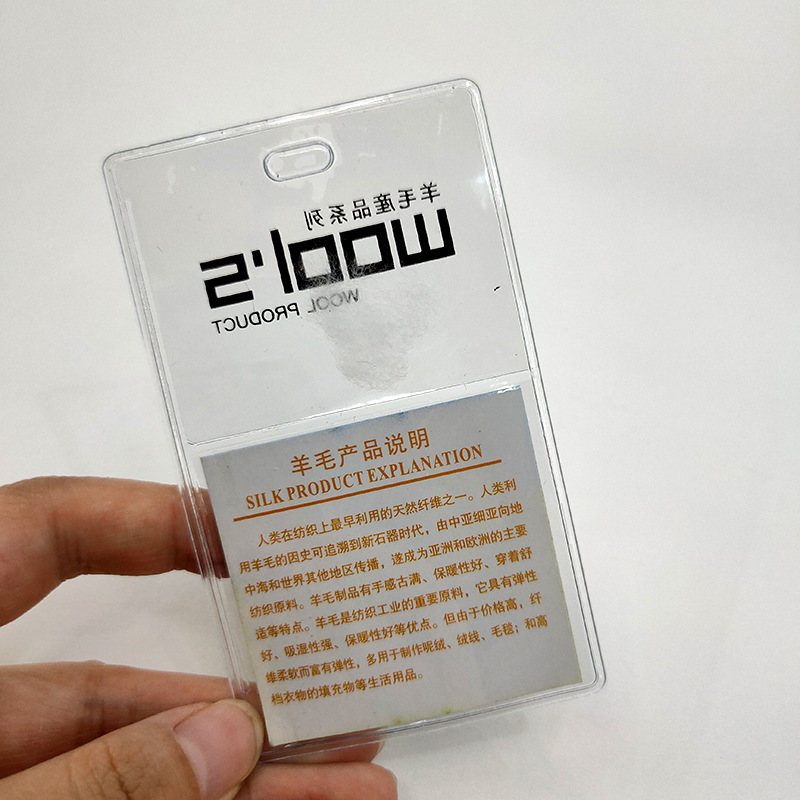 羊毛產品系列
wool's
WOOL PRODUCT
羊毛产品说明
SILK PRODUCT EXPLANATION
人类在纺织上最早利用的天然纤维之一。人类利
用羊毛的因史可追溯到新石器时代，由中亚细亚向地
中海和世界其他地区传播，遂成为亚洲和欧洲的主要
纺织原料。羊毛制品有手感古满、保暖性好、穿着舒
适等特点。羊毛是纺织工业的重要原料，它具有弹性
好、吸湿性强、保暖性好等优点。但由于价格高，纤
维柔软而富有弹性，多用于制作呢绒、绒线、毛毯；和高
档衣物的填充物等生活用品。